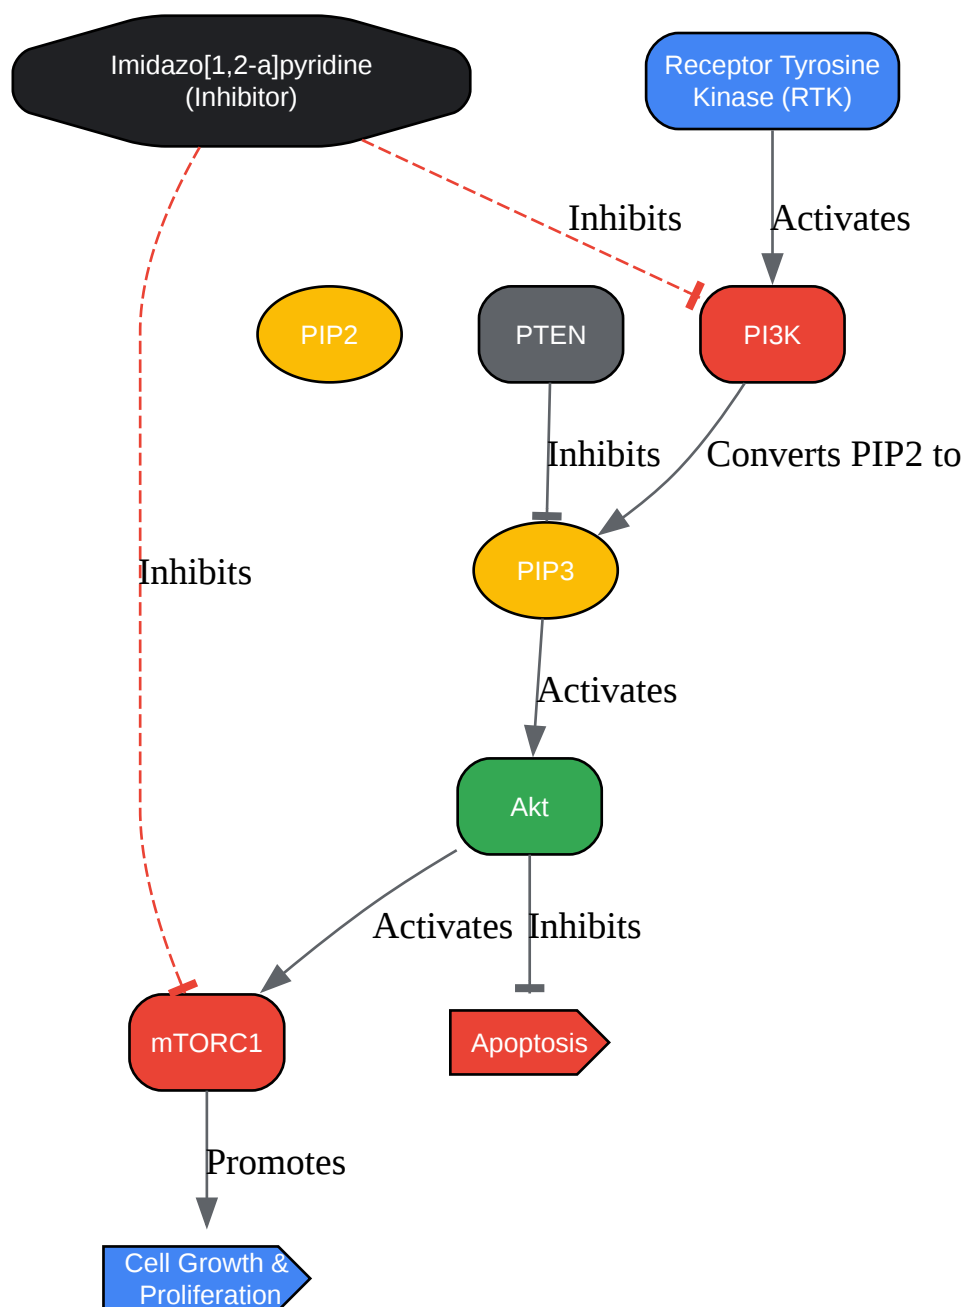 Imidazo[1,2-a]pyridine
(Inhibitor)
Receptor Tyrosine
Kinase (RTK)
Inhibits
Activates
PIP2
PTEN
PI3K
Inhibits
Converts PIP2 to
Inhibits
PIP3
Activates
Akt
Activates
Inhibits
mTORC1
Apoptosis
Promotes
Cell Growth &
Proliferation